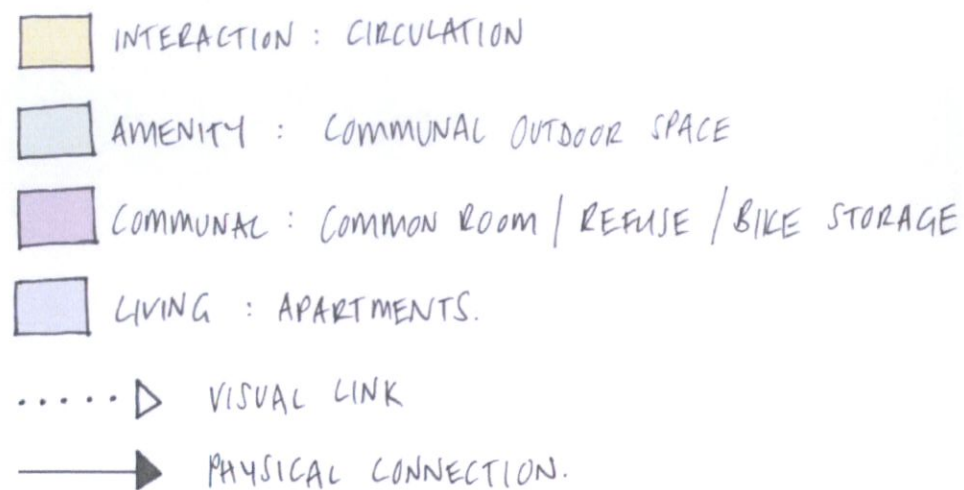 INTERACTION : CIRCULATION
AMENITY : COMMUNAL OUTDOOR SPACE
COMMUNAL : COMMON ROOM / REFUSE / BIKE STORAGE
LIVING : APARTMENTS.
VISUAL LINK
PHYSICAL CONNECTION.